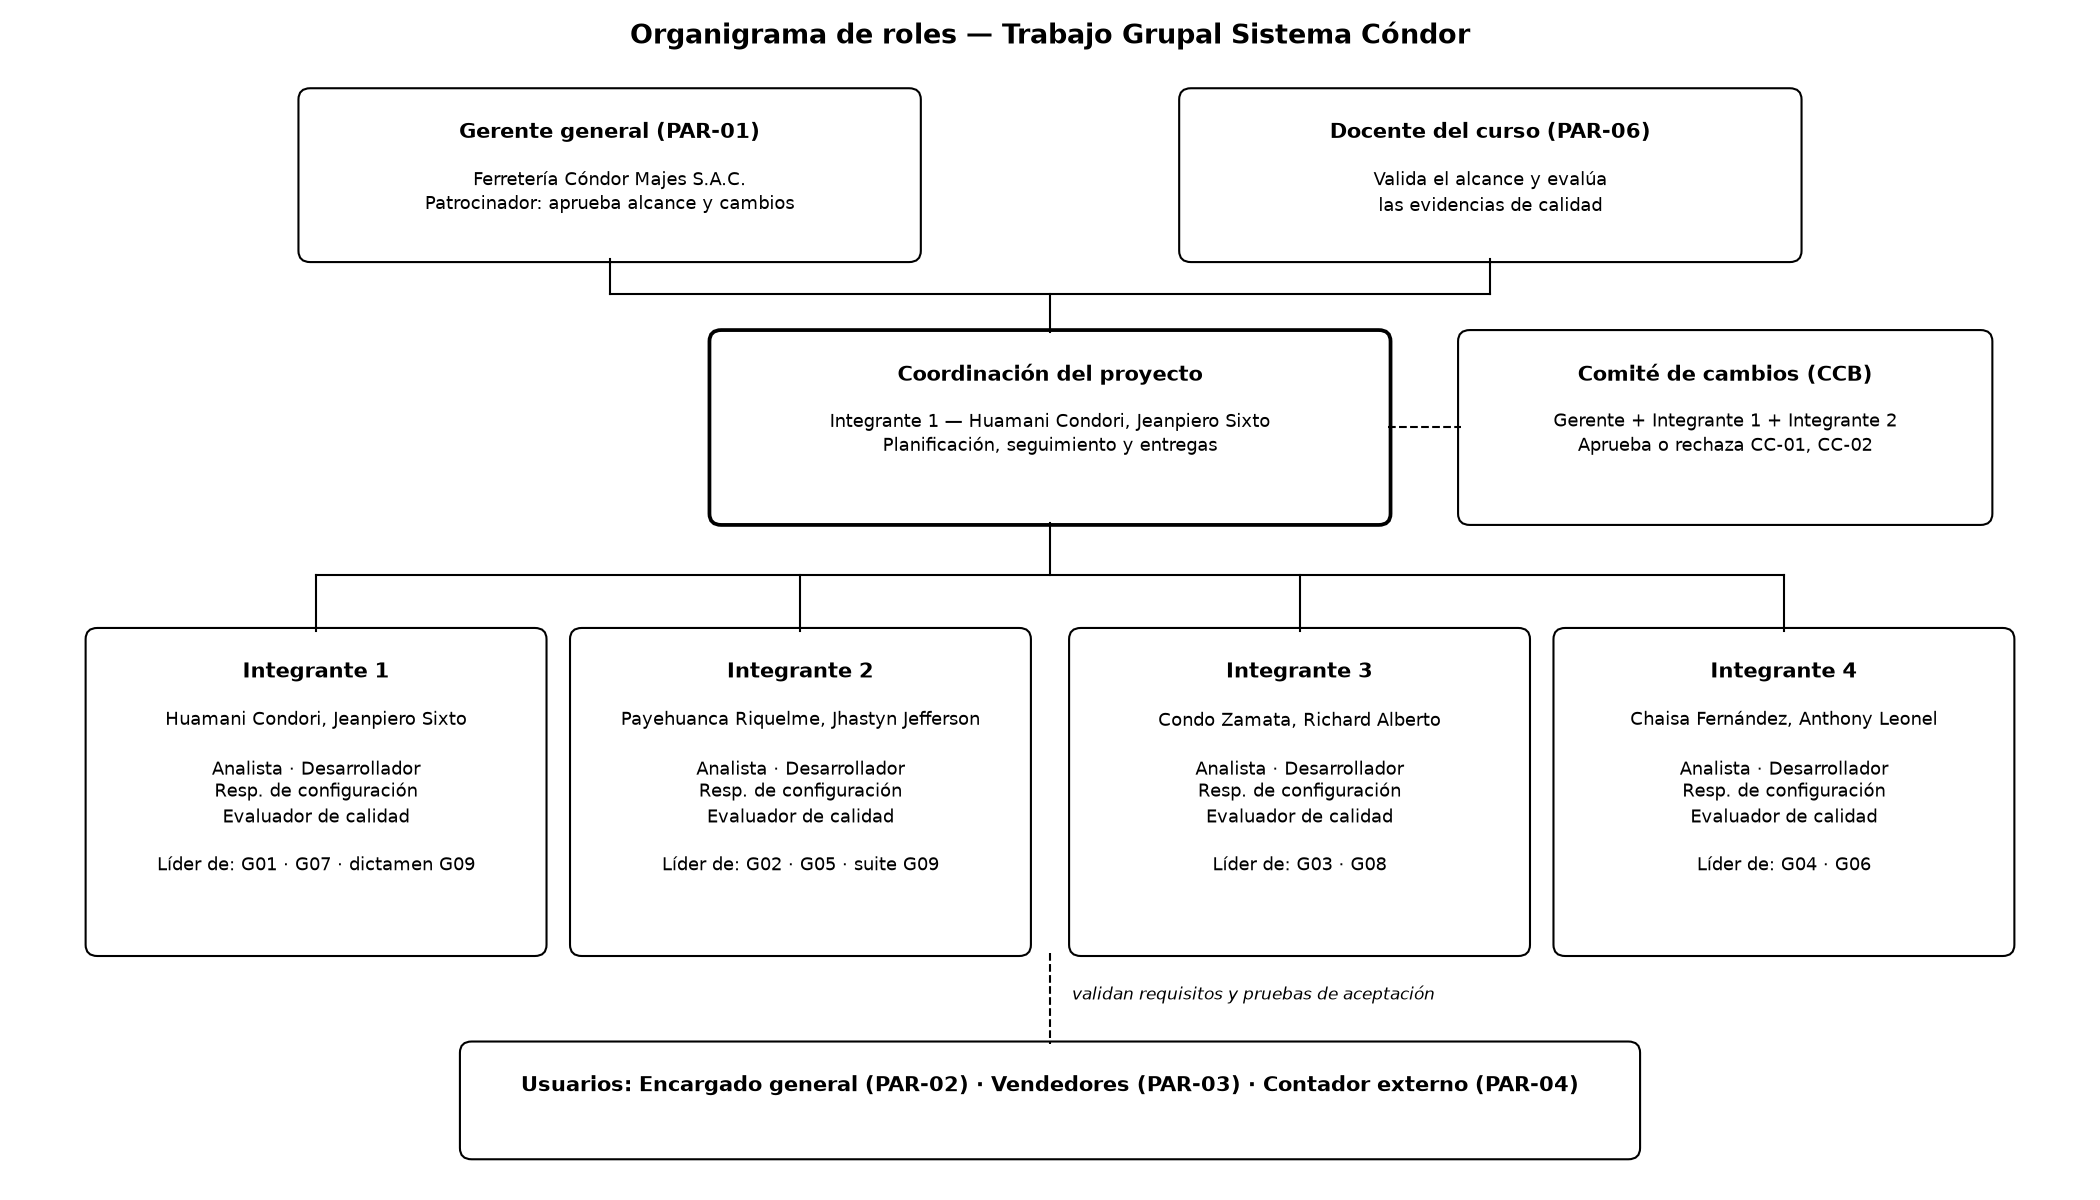 Organigrama de roles — Trabajo Grupal Sistema Cóndor
Gerente general (PAR-01)
Ferretería Cóndor Majes S.A.C.
Patrocinador: aprueba alcance y cambios
Docente del curso (PAR-06)
Valida el alcance y evalúa
las evidencias de calidad
Coordinación del proyecto
Integrante 1 — Huamani Condori, Jeanpiero Sixto
Planificación, seguimiento y entregas
Comité de cambios (CCB)
Gerente + Integrante 1 + Integrante 2
Aprueba o rechaza CC-01, CC-02
Integrante 1
Huamani Condori, Jeanpiero Sixto
Analista · Desarrollador
Resp. de configuración
Evaluador de calidad
Líder de: G01 · G07 · dictamen G09
Integrante 2
Payehuanca Riquelme, Jhastyn Jefferson
Analista · Desarrollador
Resp. de configuración
Evaluador de calidad
Líder de: G02 · G05 · suite G09
Integrante 3
Condo Zamata, Richard Alberto
Analista · Desarrollador
Resp. de configuración
Evaluador de calidad
Líder de: G03 · G08
Integrante 4
Chaisa Fernández, Anthony Leonel
Analista · Desarrollador
Resp. de configuración
Evaluador de calidad
Líder de: G04 · G06
validan requisitos y pruebas de aceptación
Usuarios: Encargado general (PAR-02) · Vendedores (PAR-03) · Contador externo (PAR-04)